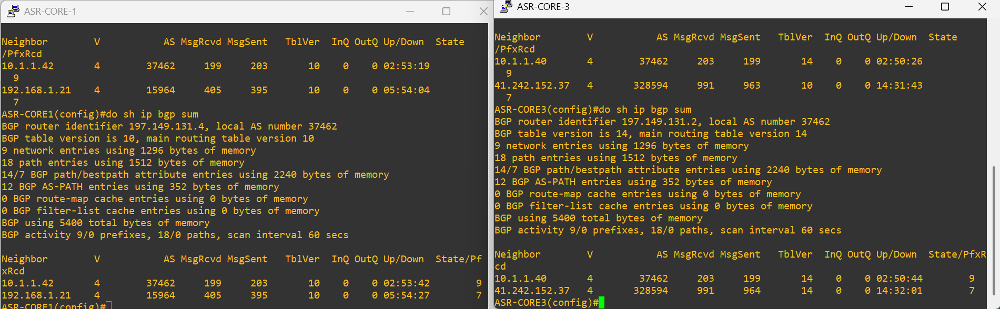 ASR-CORE-1
Neighbor V AS MsgRcvd MsgSent TblVer InQ OutQ Up/Down State
/PfxRcd
10.1.1.42 4 37462 199 203 10 0 0 02:53:19
9
192.168.1.21 4 15964 405 395 10 0 0 05:54:04
7
ASR-CORE1(config)#do sh ip bgp sum
BGP router identifier 197.149.131.4, local AS number 37462
BGP table version is 10, main routing table version 10
9 network entries using 1296 bytes of memory
18 path entries using 1512 bytes of memory
14/7 BGP path/bestpath attribute entries using 2240 bytes of memory
12 BGP AS-PATH entries using 352 bytes of memory
0 BGP route-map cache entries using 0 bytes of memory
0 BGP filter-list cache entries using 0 bytes of memory
BGP using 5400 total bytes of memory
BGP activity 9/0 prefixes, 18/0 paths, scan interval 60 secs
Neighbor V AS MsgRcvd MsgSent TblVer InQ OutQ Up/Down State/Pf
xRcd
10.1.1.42 4 37462 199 203 10 0 0 02:53:42 9
192.168.1.21 4 15964 405 395 10 0 0 05:54:27 7
ASR-CORE1(config)#
ASR-CORE-3
Neighbor V AS MsgRcvd MsgSent TblVer InQ OutQ Up/Down State
/PfxRcd
10.1.1.40 4 37462 203 199 14 0 0 02:50:26
9
41.242.152.37 4 328594 991 963 10 0 0 14:31:43
7
ASR-CORE3(config)#do sh ip bgp sum
BGP router identifier 197.149.131.2, local AS number 37462
BGP table version is 14, main routing table version 14
9 network entries using 1296 bytes of memory
18 path entries using 1512 bytes of memory
14/7 BGP path/bestpath attribute entries using 2240 bytes of memory
12 BGP AS-PATH entries using 352 bytes of memory
0 BGP route-map cache entries using 0 bytes of memory
0 BGP filter-list cache entries using 0 bytes of memory
BGP using 5400 total bytes of memory
BGP activity 9/0 prefixes, 18/0 paths, scan interval 60 secs
Neighbor V AS MsgRcvd MsgSent TblVer InQ OutQ Up/Down State/PfxR
cd
10.1.1.40 4 37462 203 199 14 0 0 02:50:44 9
41.242.152.37 4 328594 991 964 14 0 0 14:32:01 7
ASR-CORE3(config)#